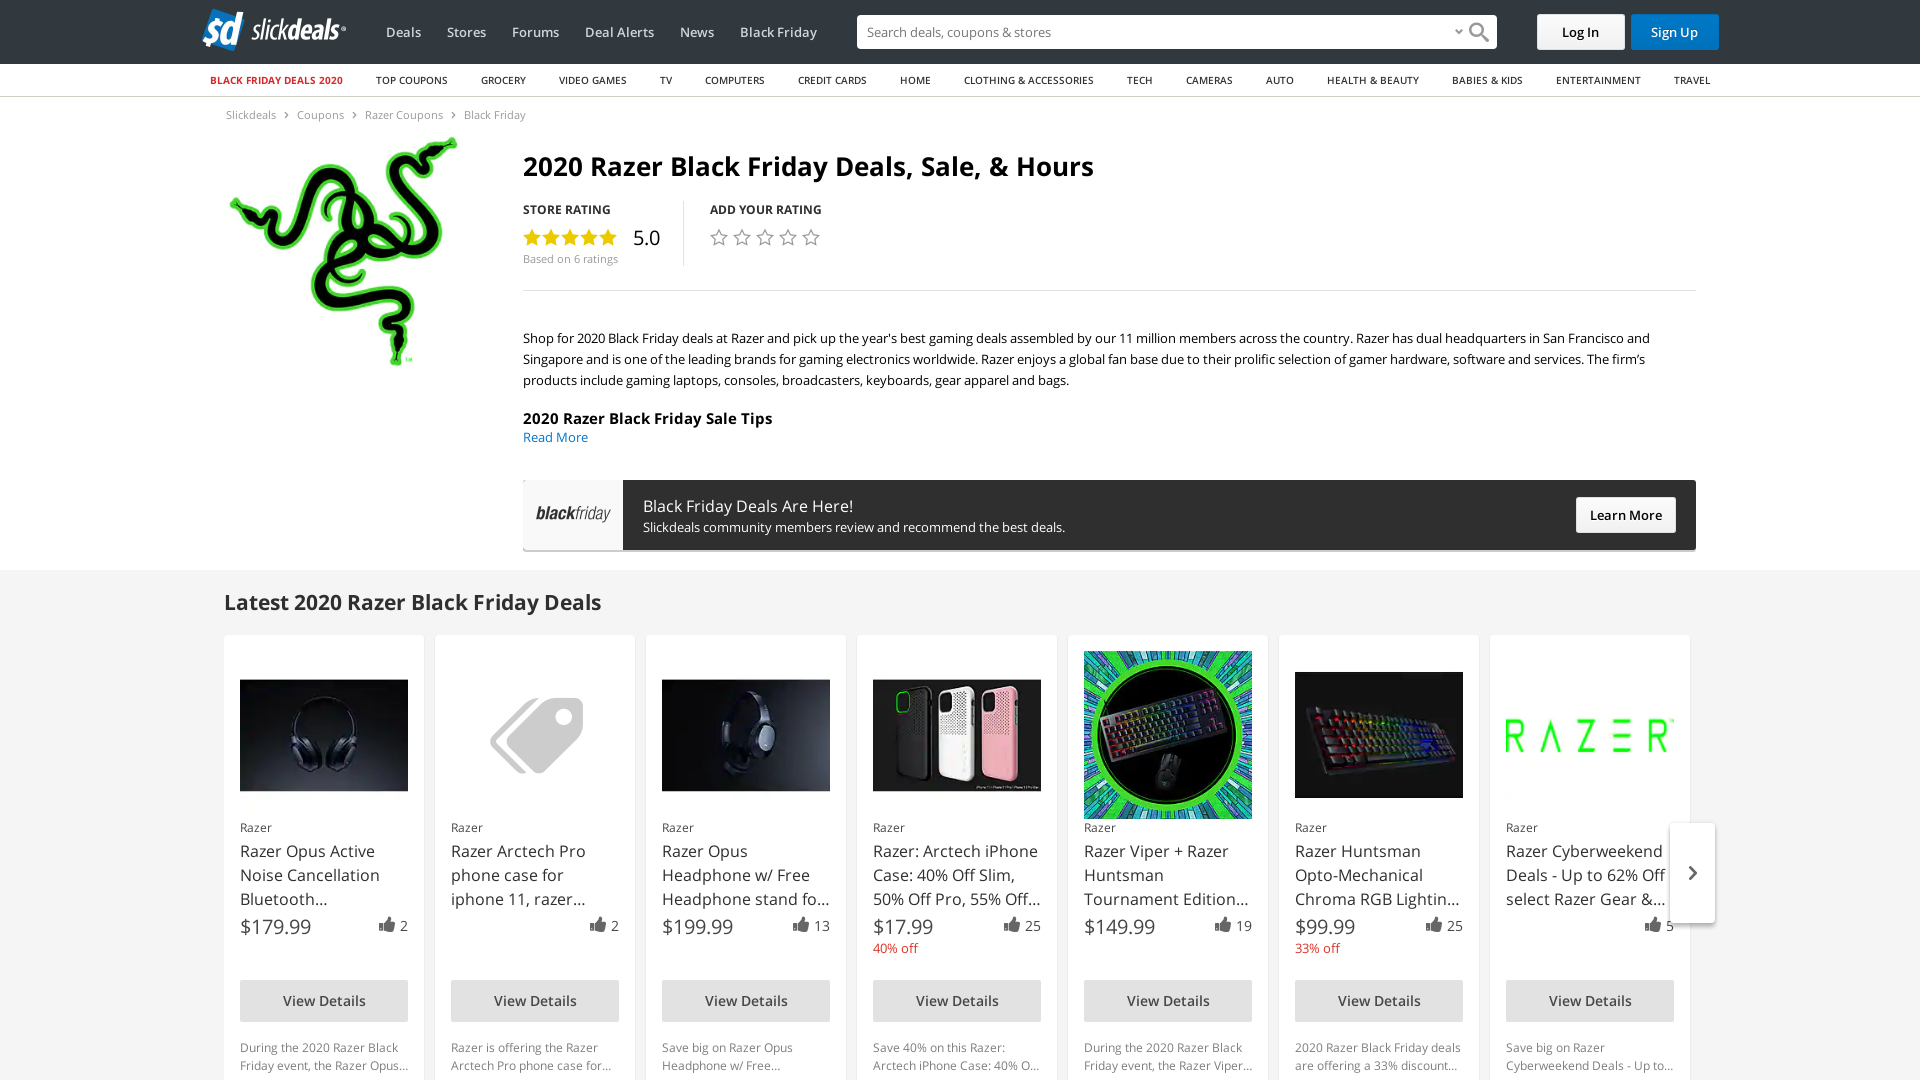 sd slickdeals
Deals
Stores
Forums
Deal Alerts
News
Black Friday
Search deals, coupons & stores
Log In
Sign Up
BLACK FRIDAY DEALS 2020
TOP COUPONS
GROCERY
VIDEO GAMES
TV
COMPUTERS
CREDIT CARDS
HOME
CLOTHING & ACCESSORIES
TECH
CAMERAS
AUTO
HEALTH & BEAUTY
BABIES & KIDS
ENTERTAINMENT
TRAVEL
Slickdeals › Coupons › Razer Coupons › Black Friday
2020 Razer Black Friday Deals, Sale, & Hours
STORE RATING
5.0
Based on 6 ratings
ADD YOUR RATING
Shop for 2020 Black Friday deals at Razer and pick up the year's best gaming deals assembled by our 11 million members across the country. Razer has dual headquarters in San Francisco and
Singapore and is one of the leading brands for gaming electronics worldwide. Razer enjoys a global fan base due to their prolific selection of gamer hardware, software and services. The firm’s
products include gaming laptops, consoles, broadcasters, keyboards, gear apparel and bags.
2020 Razer Black Friday Sale Tips
Read More
blackfriday
Black Friday Deals Are Here!
Slickdeals community members review and recommend the best deals.
Learn More
Latest 2020 Razer Black Friday Deals
Razer
Razer Opus Active
Noise Cancellation
Bluetooth...
$179.99
2
View Details
During the 2020 Razer Black
Friday event, the Razer Opus...
Razer
Razer Arctech Pro
phone case for
iphone 11, razer...
2
View Details
Razer is offering the Razer
Arctech Pro phone case for...
Razer
Razer Opus
Headphone w/ Free
Headphone stand fo...
$199.99
13
View Details
Save big on Razer Opus
Headphone w/ Free...
Razer
Razer: Arctech iPhone
Case: 40% Off Slim,
50% Off Pro, 55% Off...
$17.99
25
40% off
View Details
Save 40% on this Razer:
Arctech iPhone Case: 40% O...
Razer
Razer Viper + Razer
Huntsman
Tournament Edition...
$149.99
19
View Details
During the 2020 Razer Black
Friday event, the Razer Viper...
Razer
Razer Huntsman
Opto-Mechanical
Chroma RGB Lightin...
$99.99
25
33% off
View Details
2020 Razer Black Friday deals
are offering a 33% discount...
RAZER
Razer
Razer Cyberweekend
Deals - Up to 62% Off
select Razer Gear &...
5
View Details
Save big on Razer
Cyberweekend Deals - Up to...